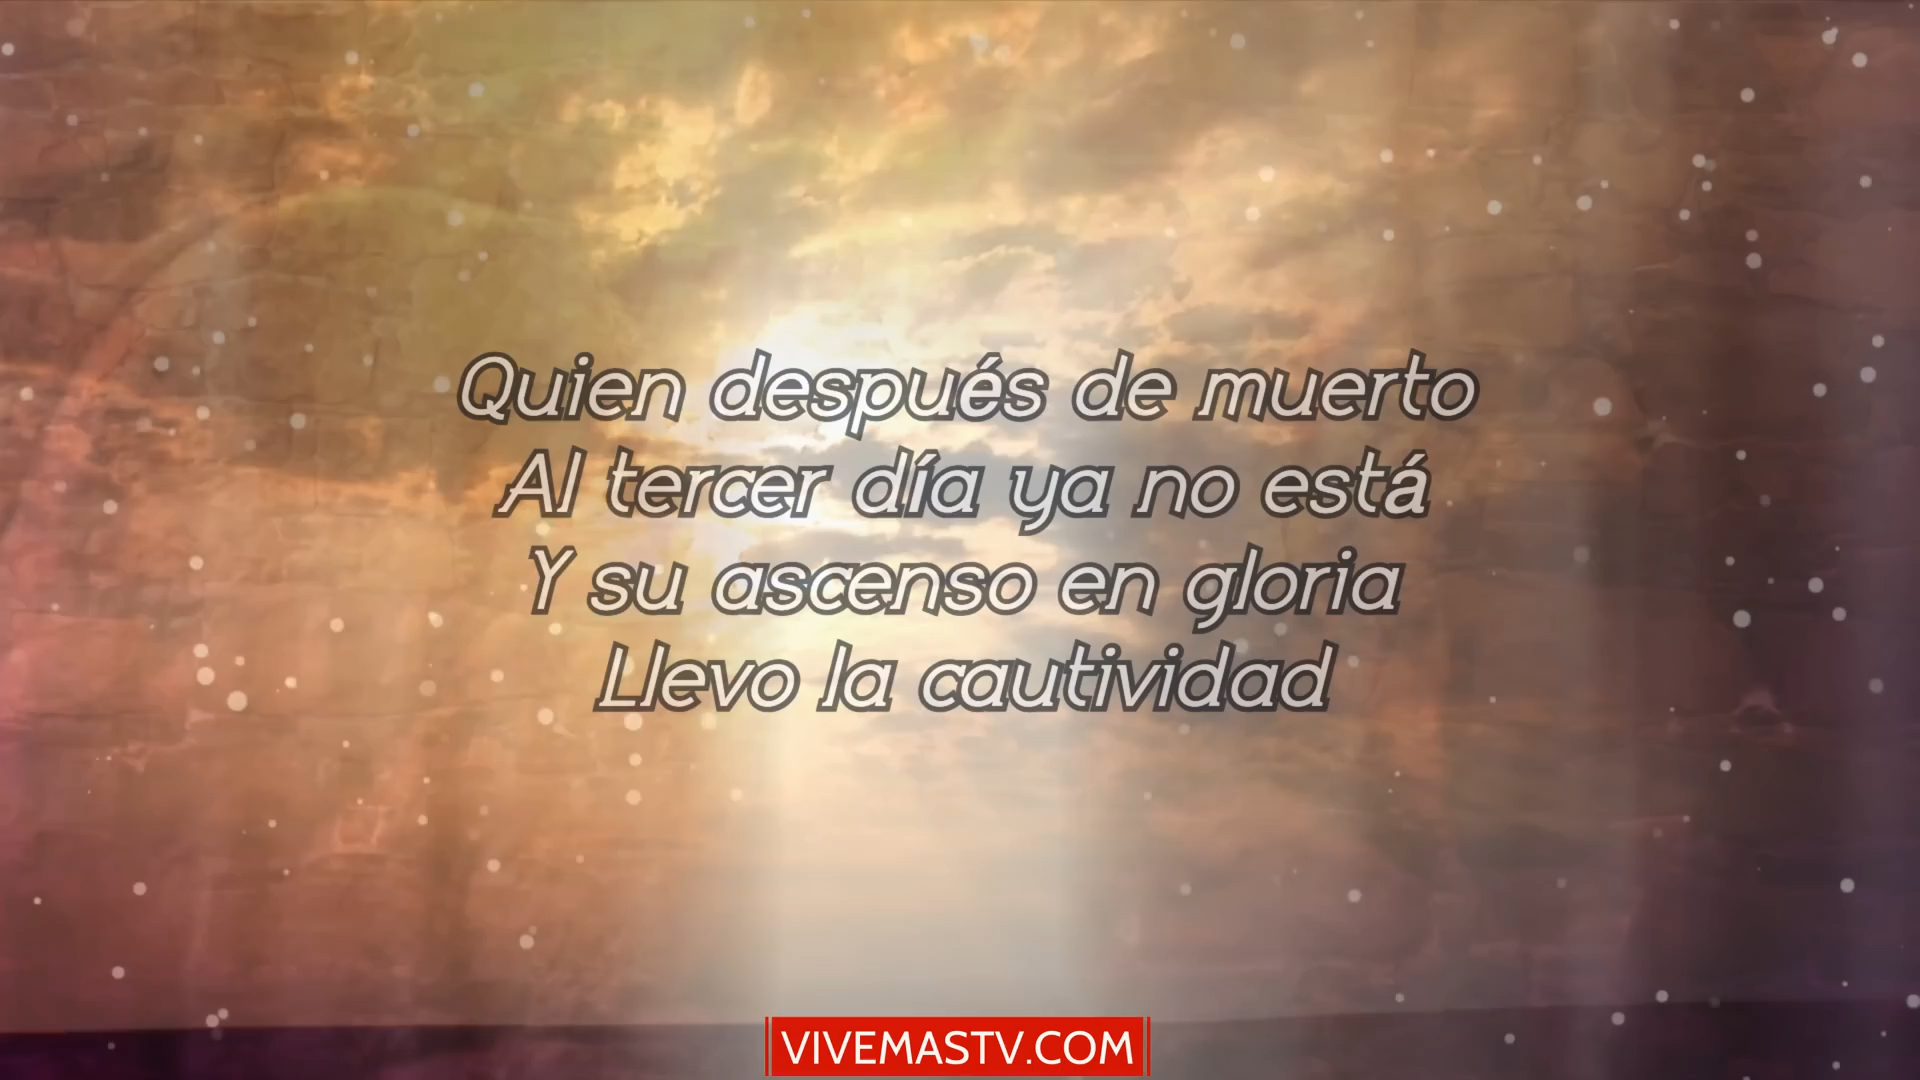 Quien después de muerto
Al tercer día ya no está
Y su ascenso en gloria
Llevo la cautividad
VIVEMASTV.COM